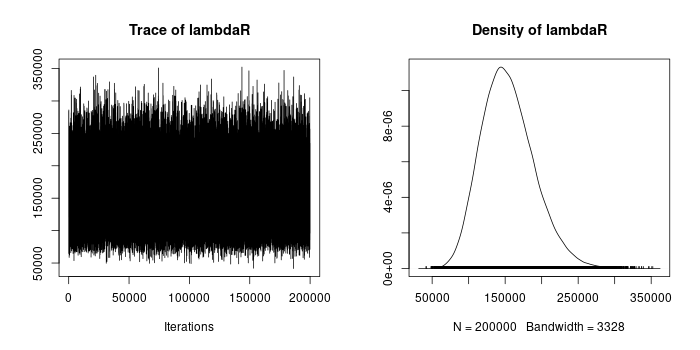 Trace of lambdaR
350000
250000
150000
50000
0 50000 100000 150000 200000
Iterations
Density of lambdaR
8e-06
4e-06
0e+00
50000 150000 250000 350000
N = 200000 Bandwidth = 3328